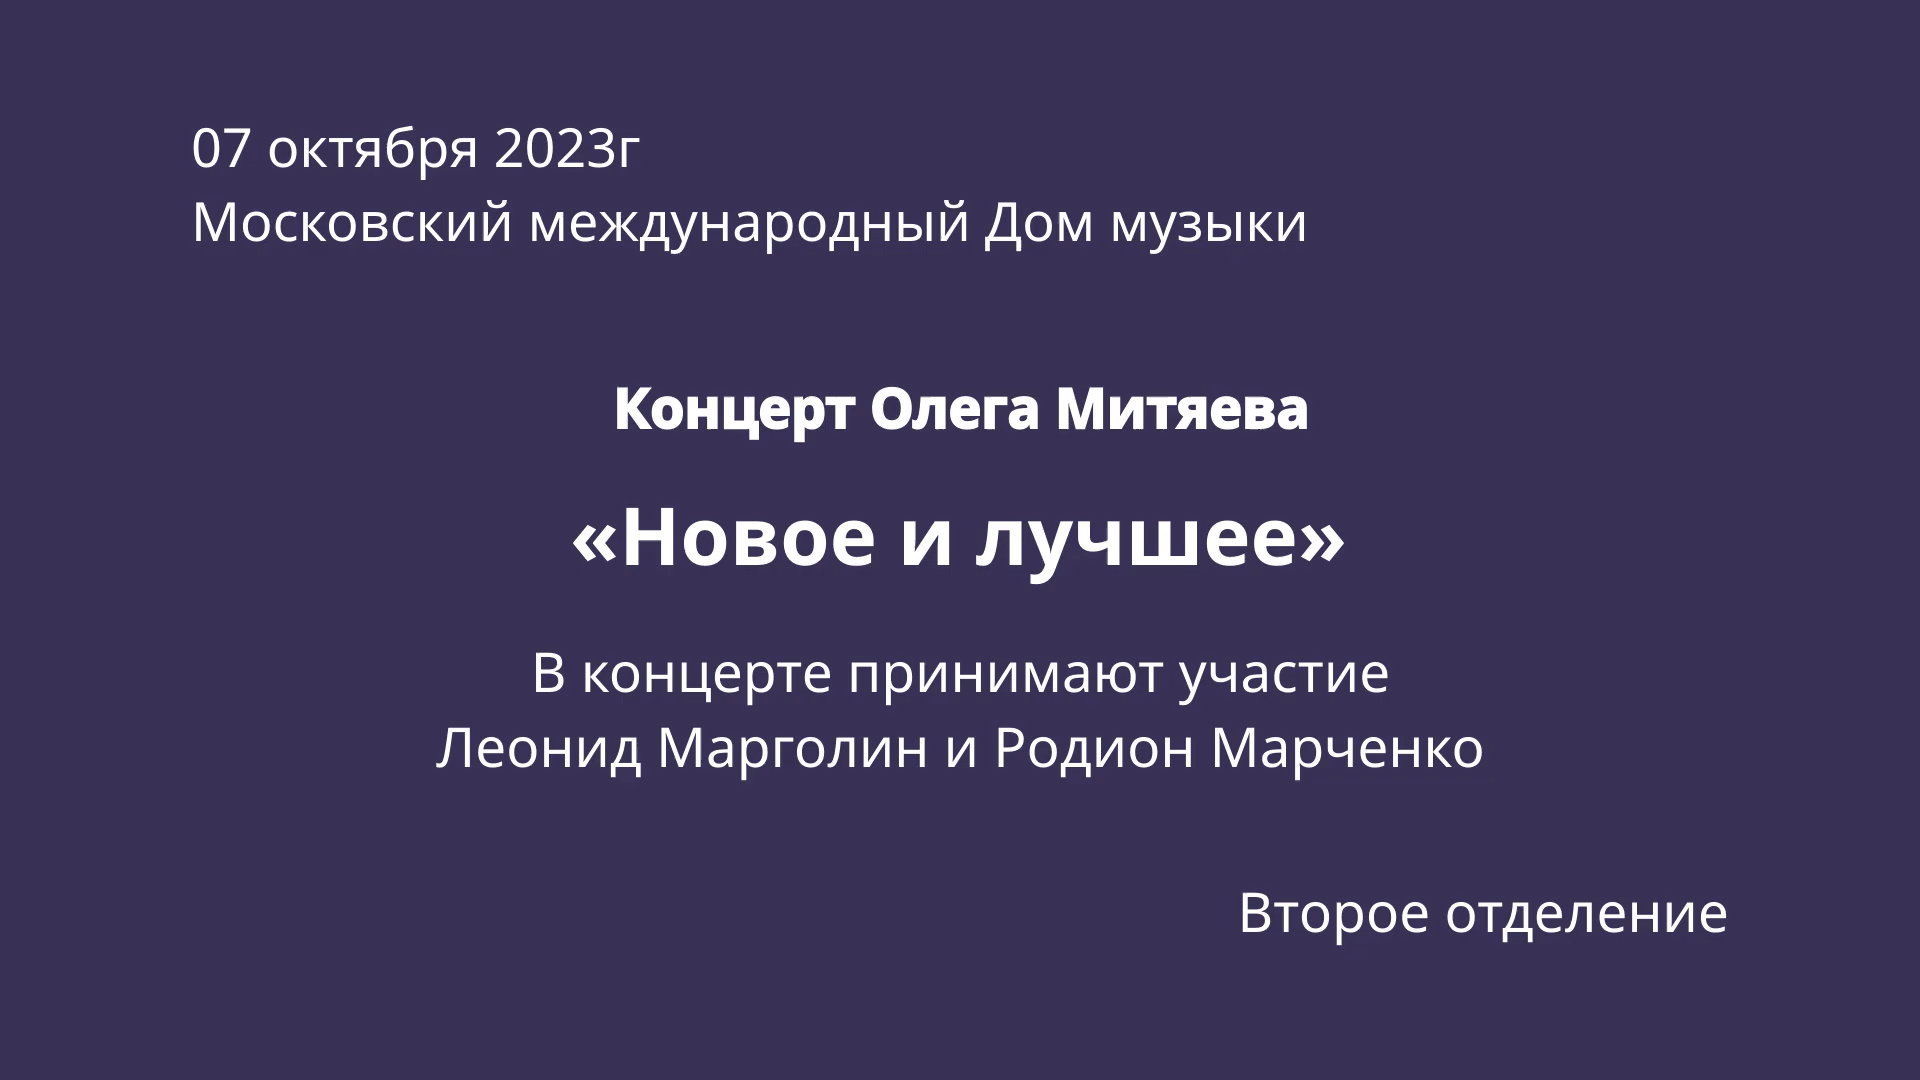 07 октября 2023г
Московский международный Дом музыки
Концерт Олега Митяева
«Новое и лучшее»
В концерте принимают участие
Леонид Марголин и Родион Марченко
Второе отделение